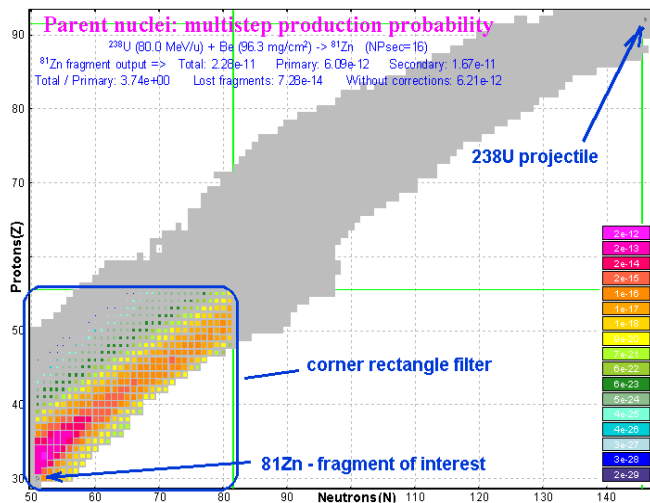 Parent nuclei: multistep production probability
238U (80.0 MeV/u) + Be (96.3 mg/cm²) -> 81Zn (NPsec=16)
81Zn fragment output => Total: 2.28e-11 Primary: 6.09e-12 Secondary: 1.67e-11
Total / Primary: 3.74e+00 Lost fragments: 7.28e-14 Without corrections: 6.21e-12
90
80
70
60
50
40
30
Protons(Z)
238U projectile
corner rectangle filter
81Zn - fragment of interest
2e-12
2e-13
2e-14
2e-15
1e-16
1e-17
1e-18
9e-20
7e-21
6e-22
6e-23
5e-24
4e-25
4e-26
3e-27
3e-28
2e-29
50 60 70 80 90 100 110 120 130 140
Neutrons(N)